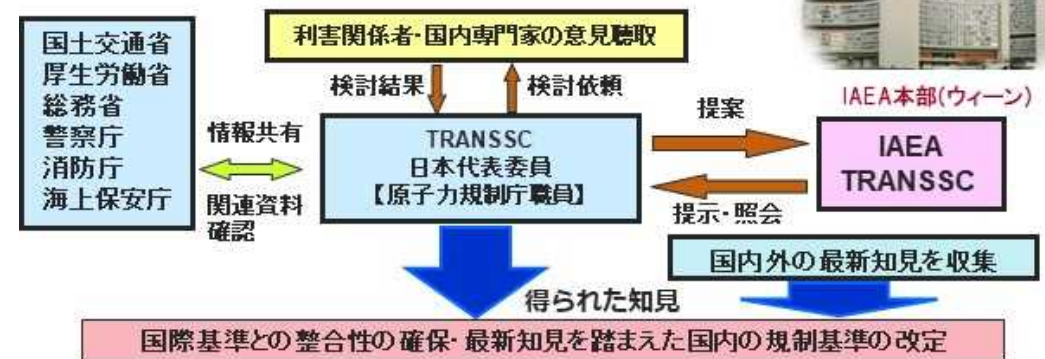 国土交通省
厚生労働省
総務省
警察庁
消防庁
海上保安庁
利害関係者・国内専門家の意見聴取
検討結果
検討依頼
情報共有
関連資料
確認
TRANSSC
日本代表委員
【原子力規制庁職員】
提案
提示・照会
IAEA本部(ウィーン)
IAEA
TRANSSC
国内外の最新知見を収集
得られた知見
国際基準との整合性の確保・最新知見を踏まえた国内の規制基準の改定